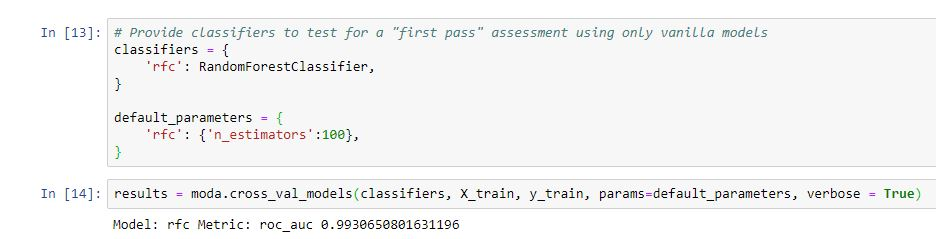 In [13]: # Provide classifiers to test for a "first pass" assessment using only vanilla models
classifiers = {
    'rfc': RandomForestClassifier,
}

default_parameters = {
    'rfc': {'n_estimators':100},
}
In [14]: results = moda.cross_val_models(classifiers, X_train, y_train, params=default_parameters, verbose = True)
Model: rfc Metric: roc_auc 0.9930650801631196